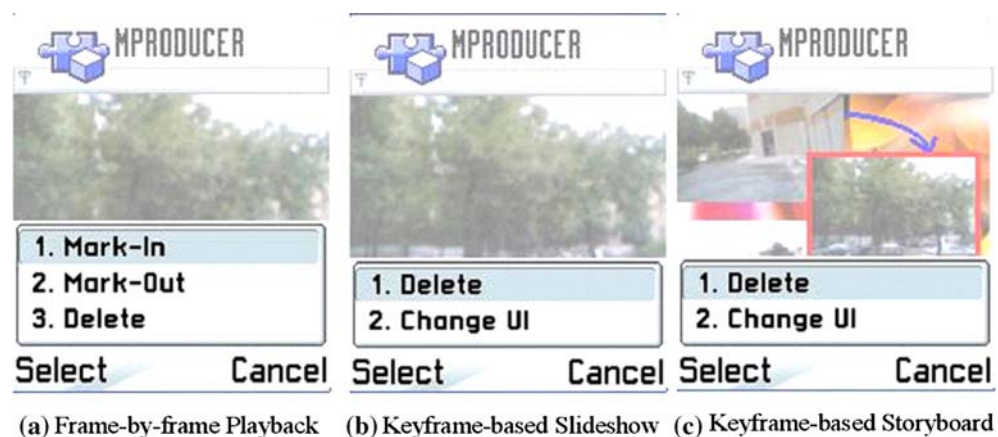 MPRODUCER
1. Mark-In
2. Mark-Out
3. Delete
Select Cancel
(a) Frame-by-frame Playback
MPRODUCER
1. Delete
2. Change UI
Select Cancel
(b) Keyframe-based Slideshow
MPRODUCER
1. Delete
2. Change UI
Select Cancel
(c) Keyframe-based Storyboard